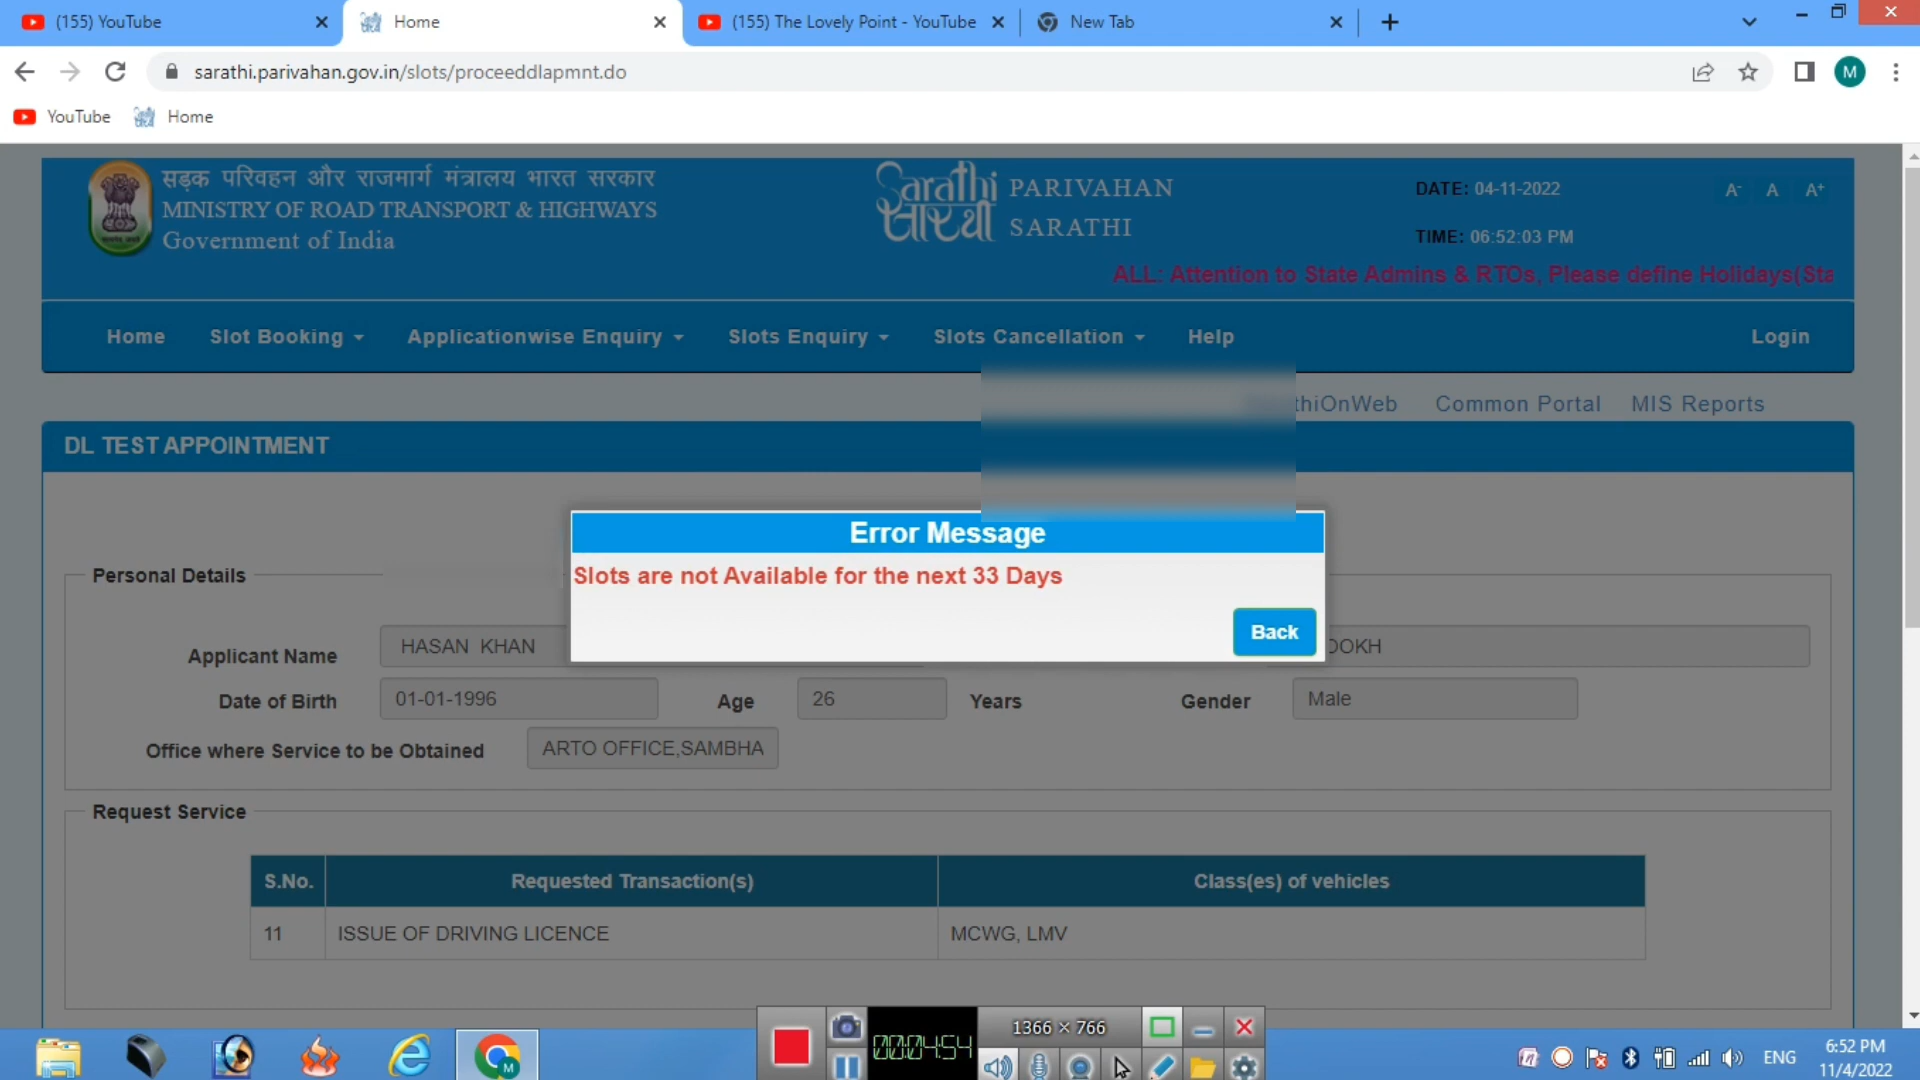 (155) YouTube
Home
(155) The Lovely Point - YouTube
New Tab
sarathi.parivahan.gov.in/slots/proceeddlapmnt.do
M
YouTube
Home
सड़क परिवहन और राजमार्ग मंत्रालय भारत सरकार
MINISTRY OF ROAD TRANSPORT & HIGHWAYS
Government of India
Sarathi
सारथी
PARIVAHAN
SARATHI
DATE: 04-11-2022
A- A A+
TIME: 06:52:03 PM
ALL: Attention to State Admins & RTOs, Please define Holidays(Sta
Home Slot Booking Applicationwise Enquiry Slots Enquiry Slots Cancellation Help Login
thiOnWeb Common Portal MIS Reports
DL TEST APPOINTMENT
Error Message
Slots are not Available for the next 33 Days
Back
Personal Details
Applicant Name HASAN KHAN OOKH
Date of Birth 01-01-1996 Age 26 Years Gender Male
Office where Service to be Obtained ARTO OFFICE,SAMBHA
Request Service
S.No. Requested Transaction(s) Class(es) of vehicles
11 ISSUE OF DRIVING LICENCE MCWG, LMV
1366 × 766
00:04:54
M
ENG
6:52 PM
11/4/2022